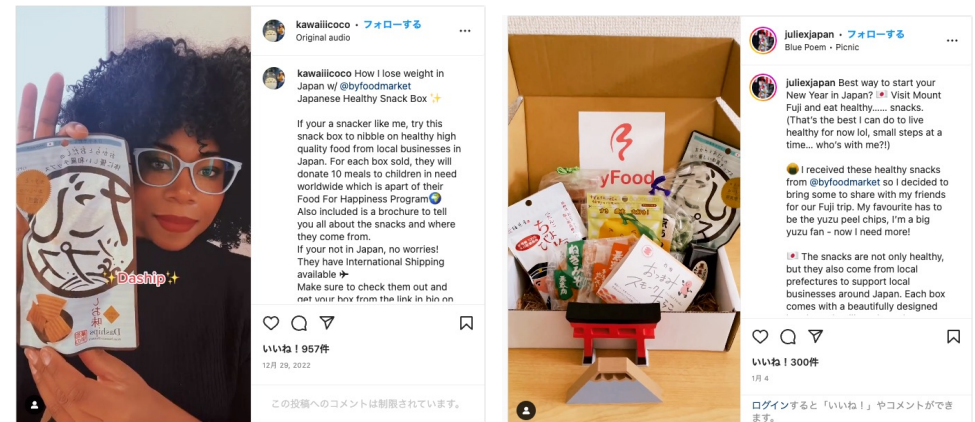 kawaiiicoco • フォローする
Original audio
kawaiiicoco How I lose weight in
Japan w/ @byfoodmarket
Japanese Healthy Snack Box ✨
If your a snacker like me, try this
snack box to nibble on healthy high
quality food from local businesses in
Japan. For each box sold, they will
donate 10 meals to children in need
worldwide which is apart of their
Food For Happiness Program🌍
Also included is a brochure to tell
you all about the snacks and where
they come from.
If your not in Japan, no worries!
They have International Shipping
available ✈
Make sure to check them out and
get your box from the link in bio on
✨Daship✨
いいね！957件
12月 29, 2022
この投稿へのコメントは制限されています。
juliexjapan • フォローする
Blue Poem • Picnic
juliexjapan Best way to start your
New Year in Japan? 🇯🇵 Visit Mount
Fuji and eat healthy...... snacks.
(That's the best I can do to live
healthy for now lol, small steps at a
time... who's with me?!)
I received these healthy snacks
from @byfoodmarket so I decided to
bring some to share with my friends
for our Fuji trip. My favourite has to
be the yuzu peel chips, I'm a big
yuzu fan - now I need more!
🇯🇵 The snacks are not only healthy,
but they also come from local
prefectures to support local
businesses around Japan. Each box
comes with a beautifully designed
yFood
おつまみ
スモーク
いいね！300件
1月 4
ログインすると「いいね！」やコメントができ
ます。